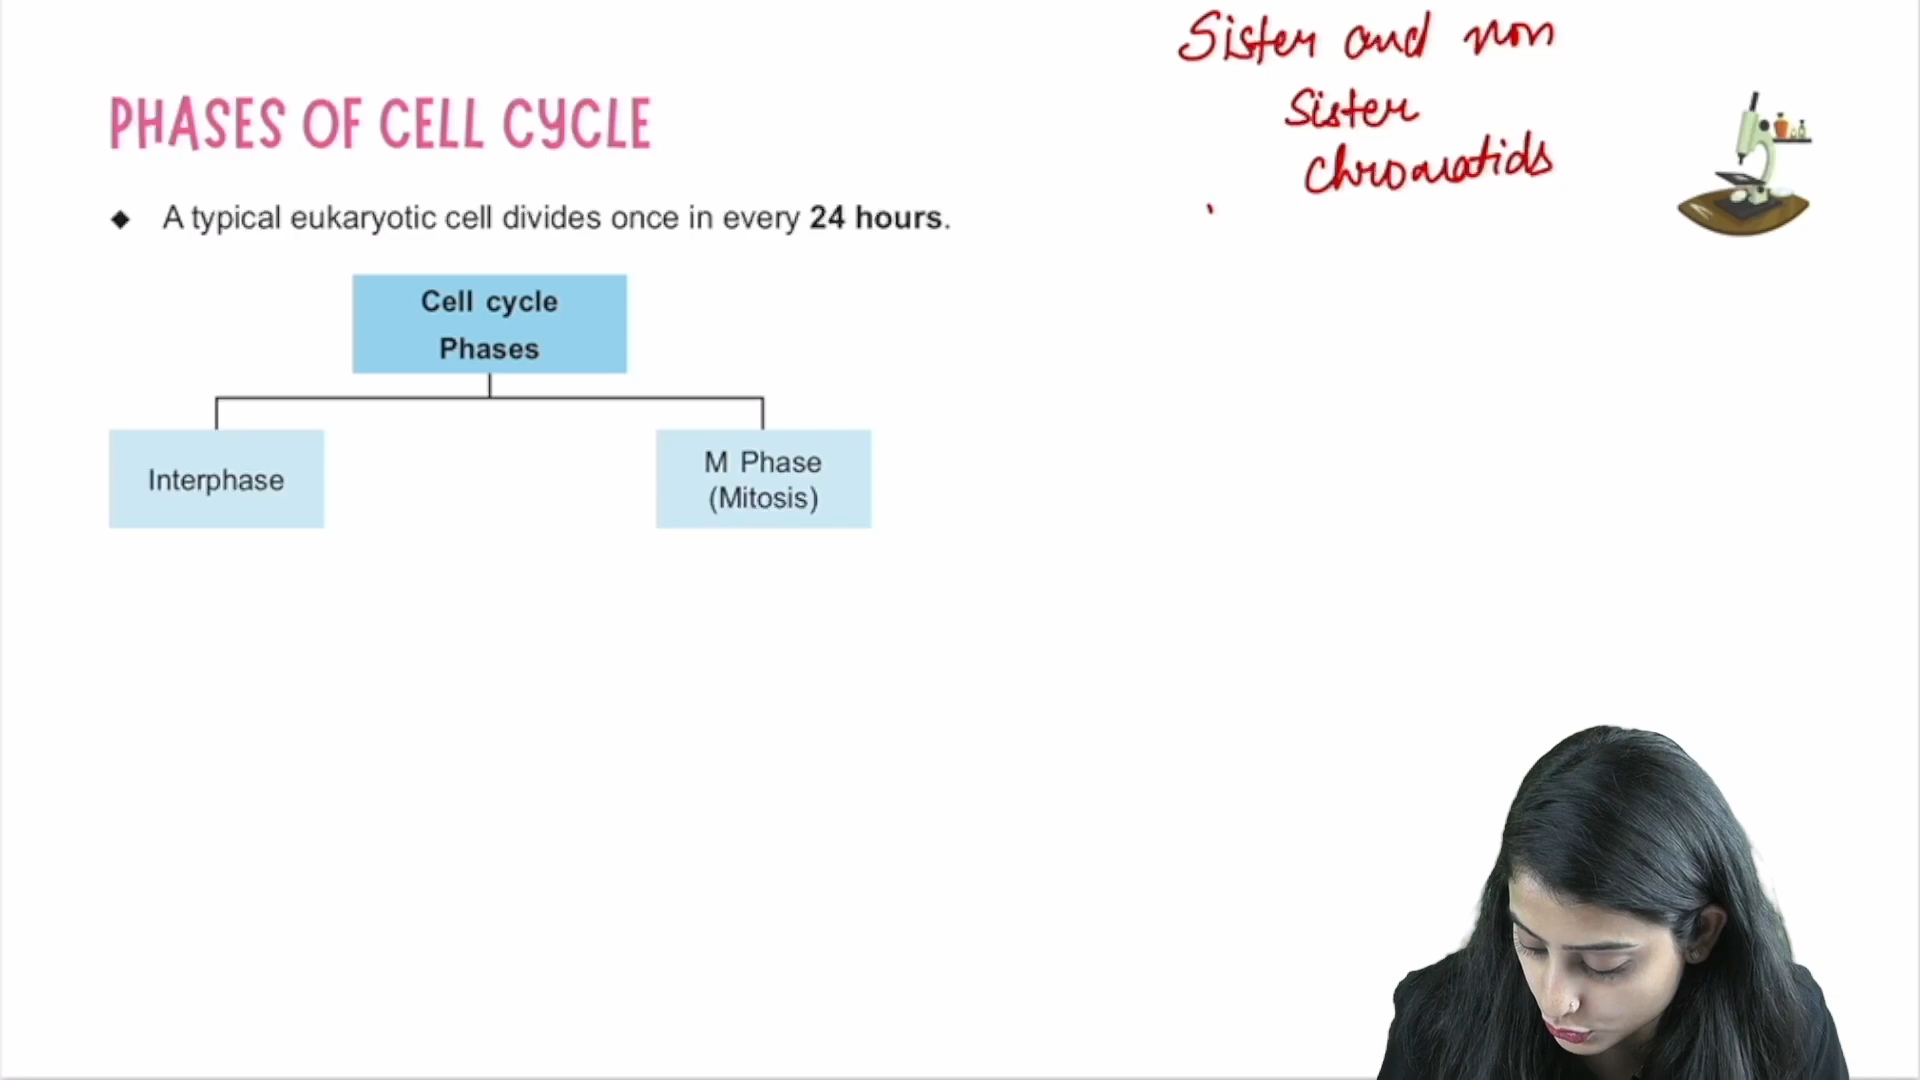 Sister and non
Sister
Chromatids
PHASES OF CELL CYCLE
◆ A typical eukaryotic cell divides once in every 24 hours.
Cell cycle
Phases
Interphase
M Phase
(Mitosis)